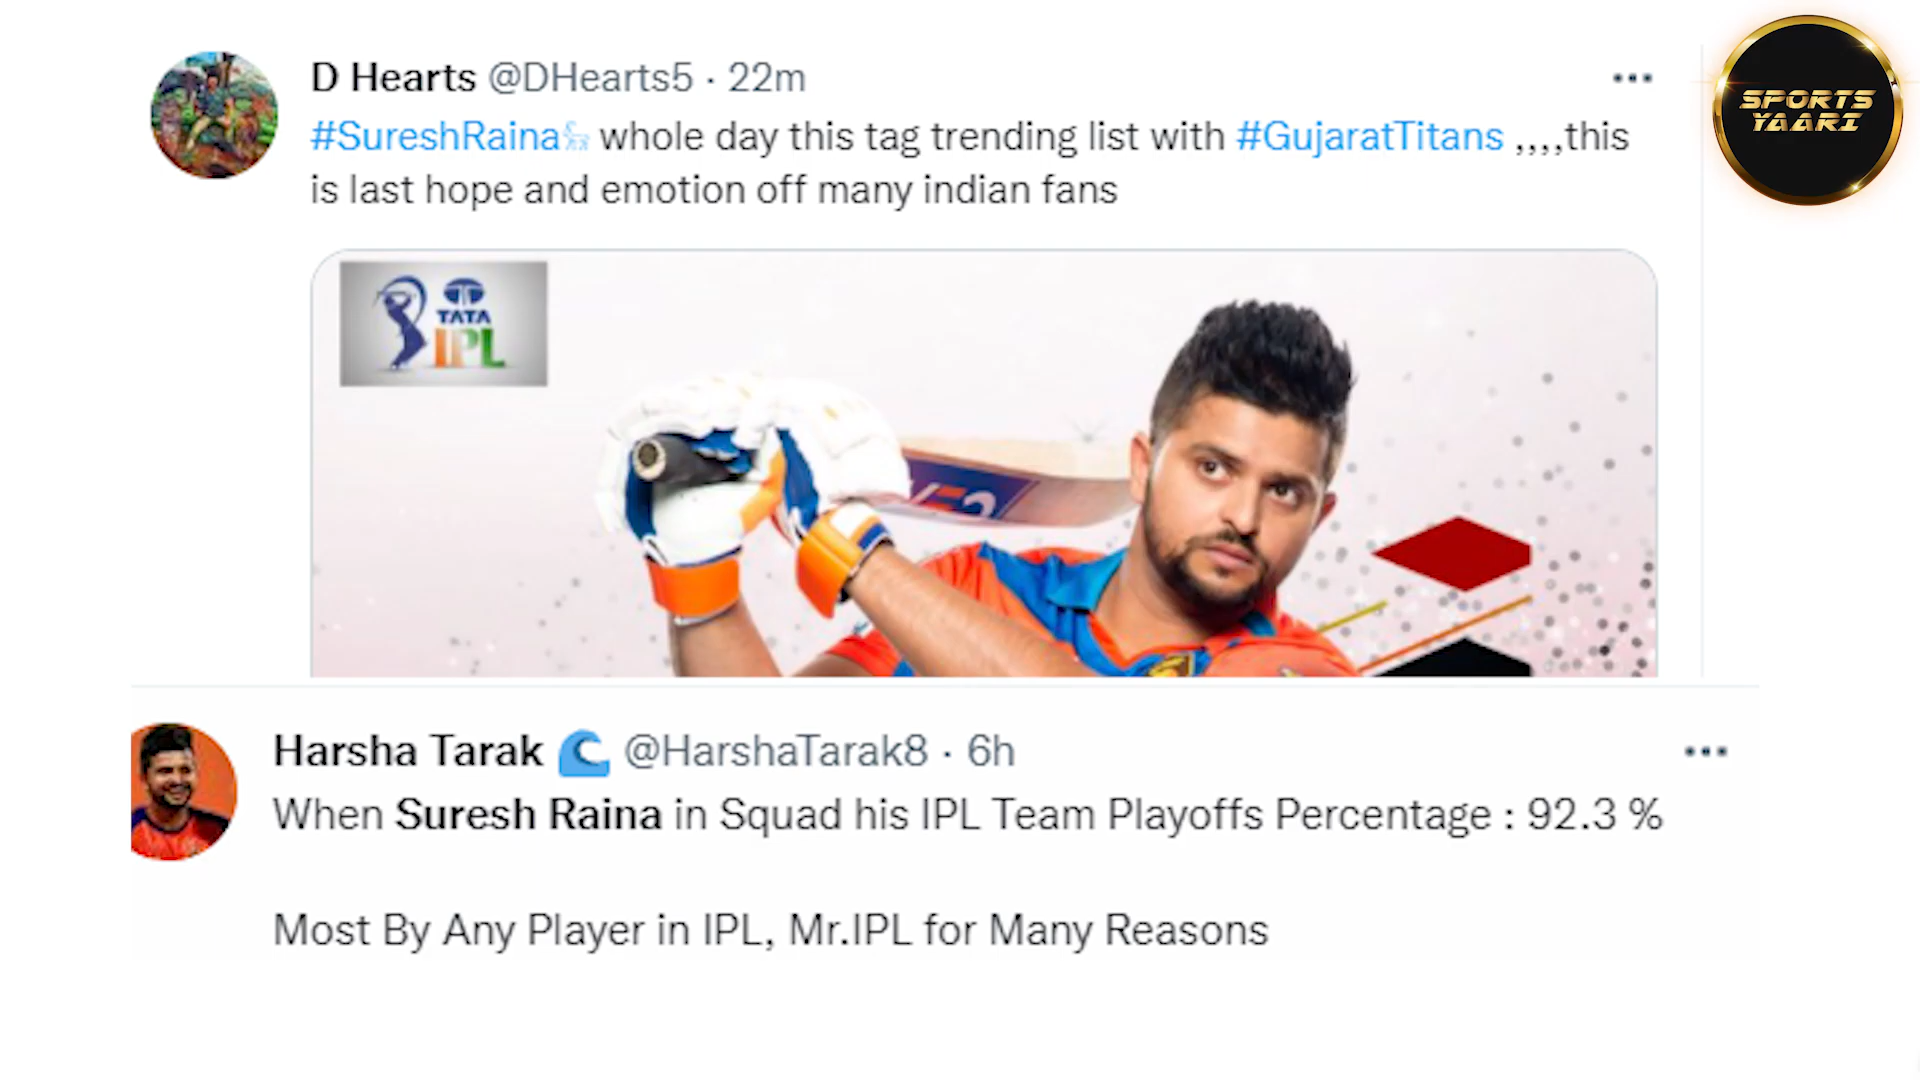 D Hearts @DHearts5 · 22m
#SureshRaina whole day this tag trending list with #GujaratTitans ,,,,this
is last hope and emotion off many indian fans
SPORTS
YAARI
TATA
IPL
Harsha Tarak @HarshaTarak8 · 6h
When Suresh Raina in Squad his IPL Team Playoffs Percentage : 92.3 %
Most By Any Player in IPL, Mr.IPL for Many Reasons